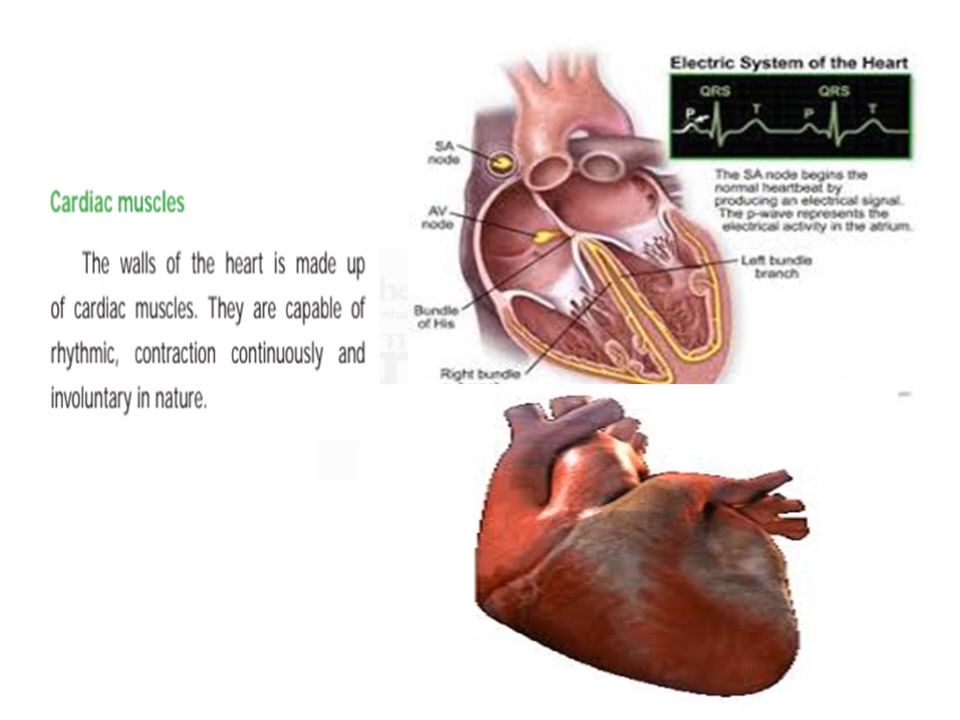 Cardiac muscles
The walls of the heart is made up
of cardiac muscles. They are capable of
rhythmic, contraction continuously and
involuntary in nature.
Electric System of the Heart
QRS
QRS
P
T
P
T
SA
node
The SA node begins the
normal heartbeat by
producing an electrical signal.
The p-wave represents the
electrical activity in the atrium.
AV
node
Left bundle
branch
Bundle
of His
Right bundle